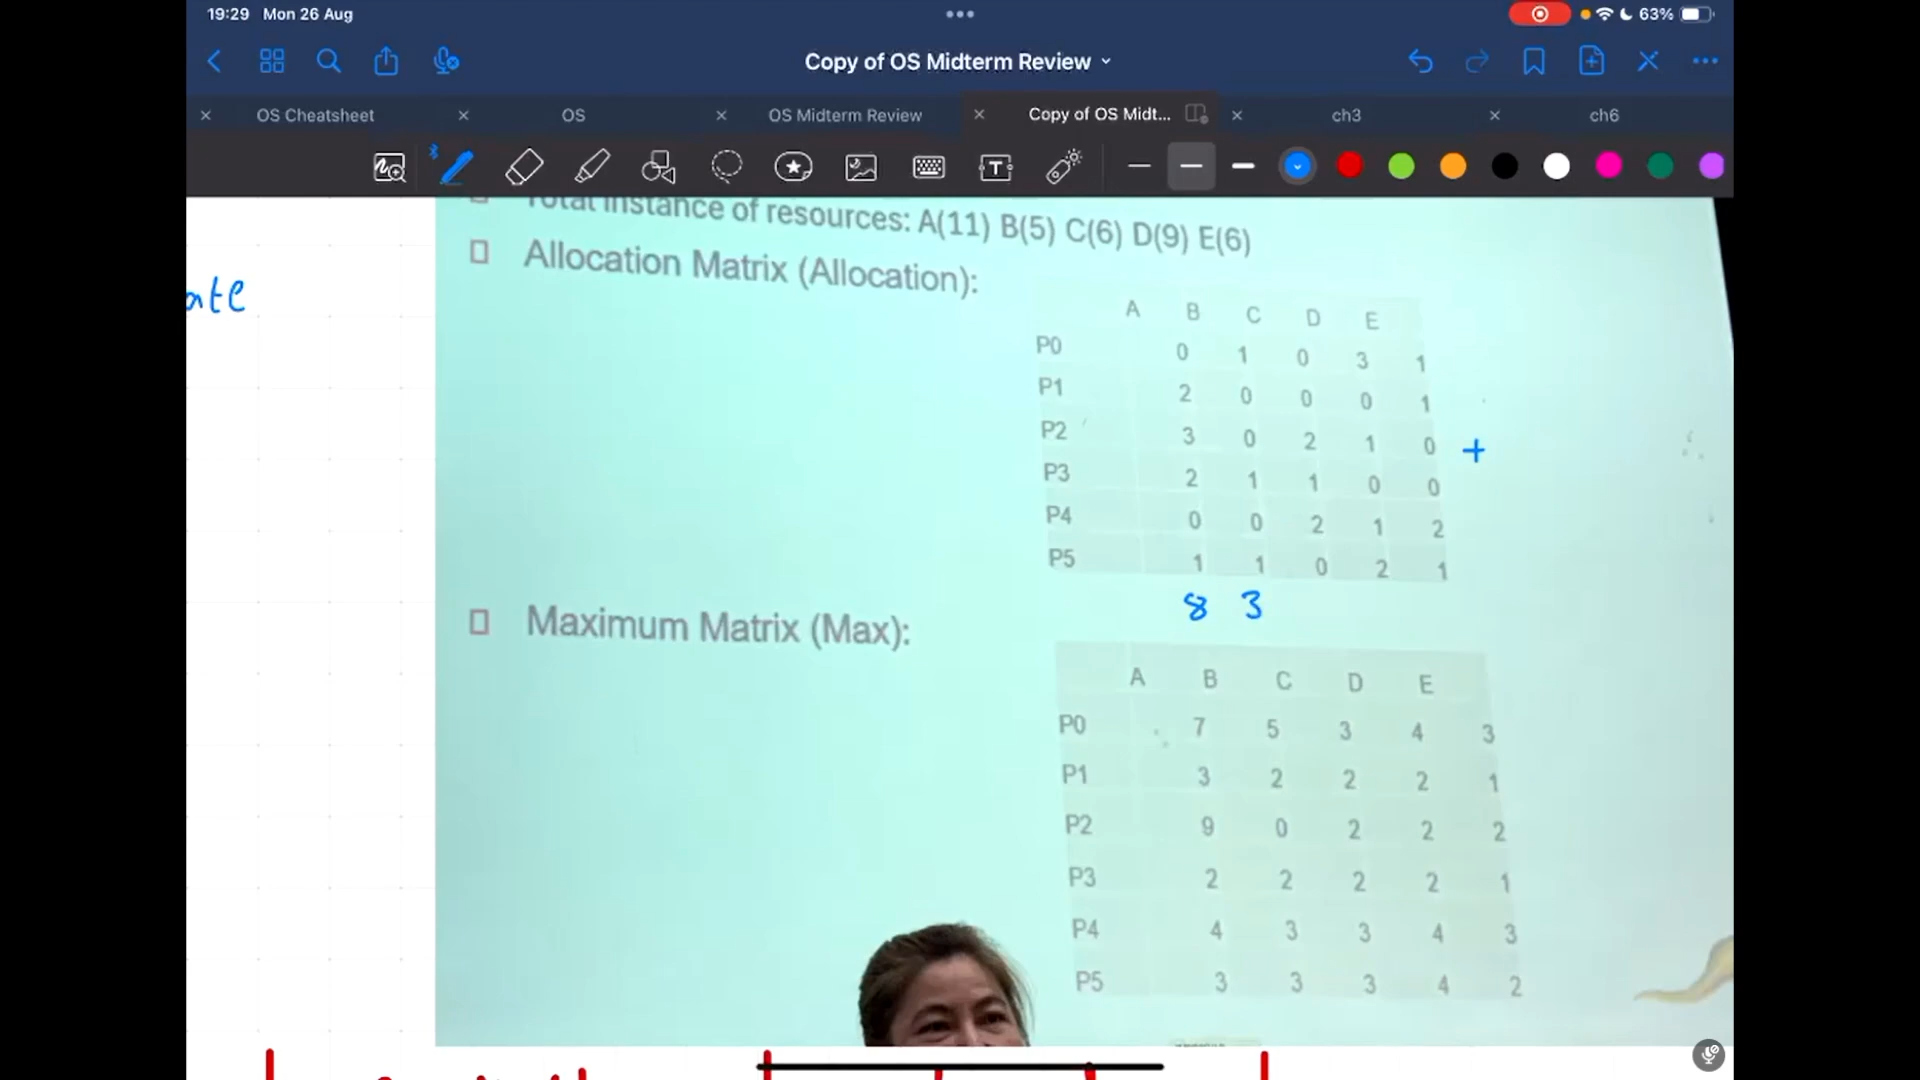 19:29 Mon 26 Aug
63%
Copy of OS Midterm Review
OS Cheatsheet
OS
OS Midterm Review
Copy of OS Midt...
ch3
ch6
Total instance of resources: A(11) B(5) C(6) D(9) E(6)
ate
Allocation Matrix (Allocation):
A B C D E
P0 0 1 0 3 1
P1 2 0 0 0 1
P2 3 0 2 1 0 +
P3 2 1 1 0 0
P4 0 0 2 1 2
P5 1 1 0 2 1
8 3
Maximum Matrix (Max):
A B C D E
P0 7 5 3 4 3
P1 3 2 2 2 1
P2 9 0 2 2 2
P3 2 2 2 2 1
P4 4 3 3 4 3
P5 3 3 3 4 2